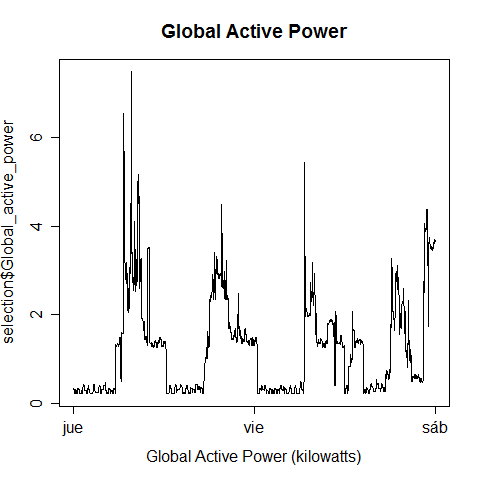 Global Active Power
selection$Global_active_power
6
4
2
0
jue vie sáb
Global Active Power (kilowatts)